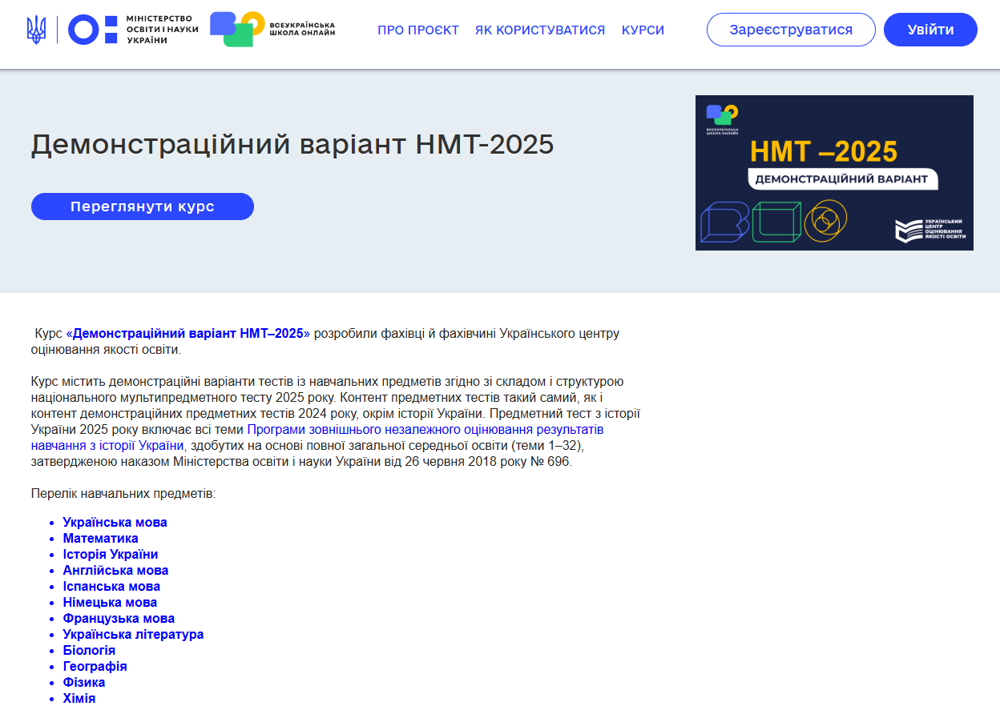 МІНІСТЕРСТВО
ОСВІТИ І НАУКИ
УКРАЇНИ
ВСЕУКРАЇНСЬКА
ШКОЛА ОНЛАЙН
ПРО ПРОЄКТ
ЯК КОРИСТУВАТИСЯ
КУРСИ
Зареєструватися
Увійти
Демонстраційний варіант НМТ-2025
Переглянути курс
ВСЕУКРАЇНСЬКА
ШКОЛА ОНЛАЙН
НМТ –2025
ДЕМОНСТРАЦІЙНИЙ ВАРІАНТ
УКРАЇНСЬКИЙ
ЦЕНТР
ОЦІНЮВАННЯ
ЯКОСТІ ОСВІТИ
Курс «Демонстраційний варіант НМТ–2025» розробили фахівці й фахівчині Українського центру
оцінювання якості освіти.
Курс містить демонстраційні варіанти тестів із навчальних предметів згідно зі складом і структурою
національного мультипредметного тесту 2025 року. Контент предметних тестів такий самий, як і
контент демонстраційних предметних тестів 2024 року, окрім історії України. Предметний тест з історії
України 2025 року включає всі теми Програми зовнішнього незалежного оцінювання результатів
навчання з історії України, здобутих на основі повної загальної середньої освіти (теми 1–32),
затвердженою наказом Міністерства освіти і науки України від 26 червня 2018 року № 696.
Перелік навчальних предметів:
• Українська мова
• Математика
• Історія України
• Англійська мова
• Іспанська мова
• Німецька мова
• Французька мова
• Українська література
• Біологія
• Географія
• Фізика
• Хімія